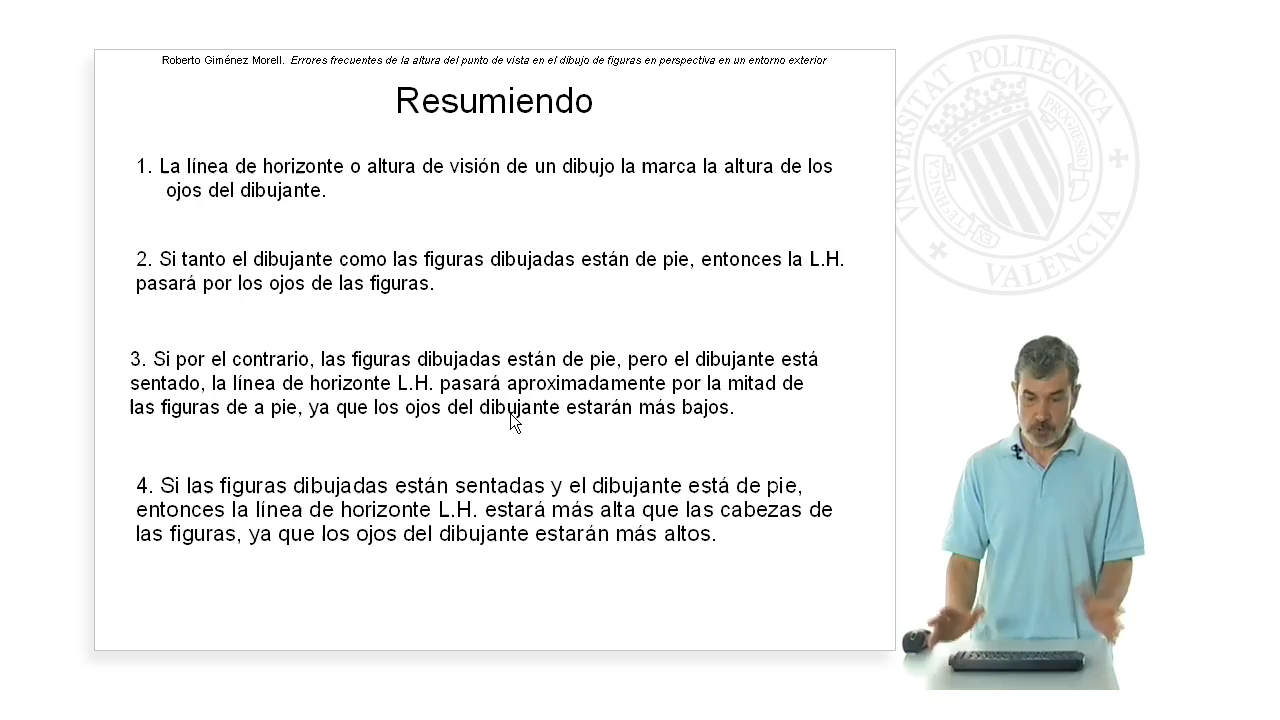 Roberto Giménez Morell. Errores frecuentes de la altura del punto de vista en el dibujo de figuras en perspectiva en un entorno exterior
Resumiendo
1. La línea de horizonte o altura de visión de un dibujo la marca la altura de los
ojos del dibujante.
2. Si tanto el dibujante como las figuras dibujadas están de pie, entonces la L.H.
pasará por los ojos de las figuras.
3. Si por el contrario, las figuras dibujadas están de pie, pero el dibujante está
sentado, la línea de horizonte L.H. pasará aproximadamente por la mitad de
las figuras de a pie, ya que los ojos del dibujante estarán más bajos.
4. Si las figuras dibujadas están sentadas y el dibujante está de pie,
entonces la línea de horizonte L.H. estará más alta que las cabezas de
las figuras, ya que los ojos del dibujante estarán más altos.
UNIVERSITAT POLITÈCNICA
VALÈNCIA
PROGRESSIO